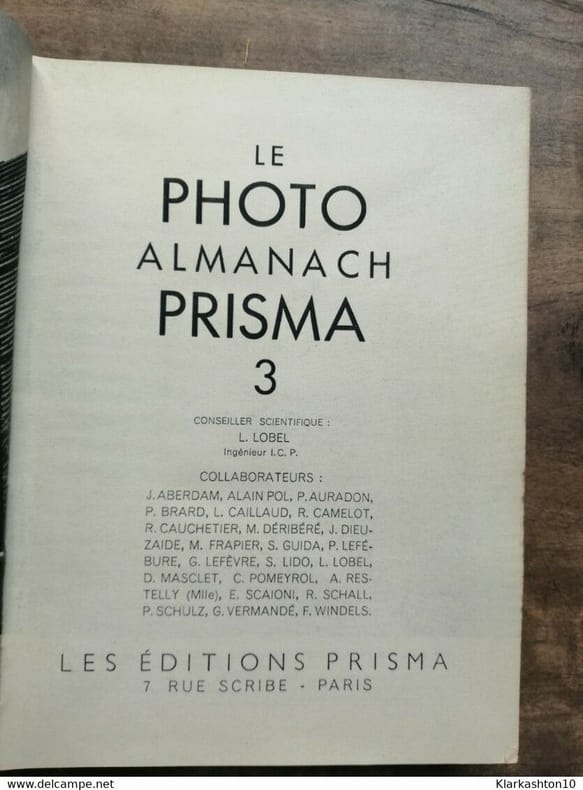 LE
PHOTO
ALMANACH
PRISMA
3
CONSEILLER SCIENTIFIQUE :
L. LOBEL
Ingénieur I.C.P.
COLLABORATEURS :
J. ABERDAM, ALAIN POL, P. AURADON,
P. BRARD, L. CAILLAUD, R. CAMELOT,
R. CAUCHETIER, M. DÉRIBÉRÉ, J. DIEU-
ZAIDE, M. FRAPIER, S. GUIDA, P. LEFÉ-
BURE, G. LEFÈVRE, S. LIDO, L. LOBEL,
D. MASCLET, C. POMEYROL, A. RES-
TELLY (Mlle), E. SCAIONI, R. SCHALL,
P. SCHULZ, G. VERMANDÉ, F. WINDELS.
LES ÉDITIONS PRISMA
7 RUE SCRIBE - PARIS
www.delcampe.net
Klarkashton10